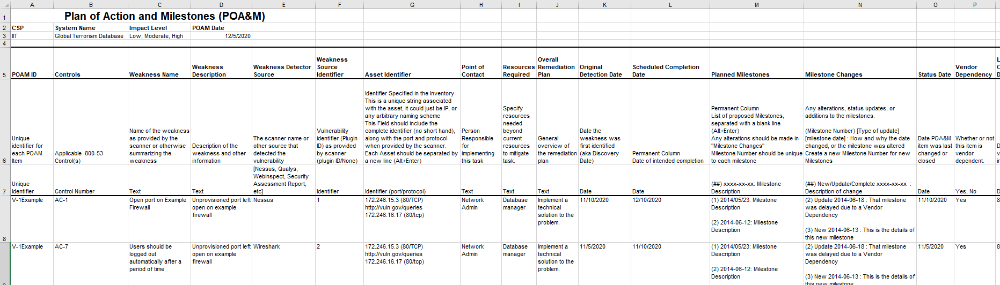 A B C D E F G H I J K L M N O P
1 Plan of Action and Milestones (POA&M)
2 CSP System Name Impact Level POAM Date
3 IIT Global Terrorism Database Low, Moderate, High 12/5/2020
4
5
POAM ID
Controls
Weakness Name
Weakness
Description
Weakness Detector
Source
Weakness
Source
Identifier
Asset Identifier
Point of
Contact
Resources
Required
Overall
Remediation
Plan
Original
Detection Date
Scheduled Completion
Date
Planned Milestones
Milestone Changes
Status Date
Vendor
Dependency
6
Unique
identifier for
each POAM
Item
Applicable 800-53
Control(s)
Name of the weakness
as provided by the
scanner or otherwise
summarizing the
weakness
Description of the
weakness and other
information
The scanner name or
other source that
detected the
vulnerability
Vulnerability
identifier (Plugin
ID) as provided
by scanner
(plugin ID/None)
Identifier Specified in the Inventory
This is a unique string associated
with the asset, it could just be IP, or
any arbitrary naming scheme
This Field should include the
complete identifier (no short hand),
along with the port and protocol
when provided by the scanner.
Each Asset should be separated by
a new line (Alt+Enter)
Person
Responsible
for
implementing
this task
Specify
resources
needed
beyond
current
resources
to mitigate
task.
General
overview of
the remediation
plan
Date the
weakness was
first identified
(aka Discovery
Date)
Permanent Column
Date of intended completion
Permanent Column
List of proposed Milestones,
separated with a blank line
(Alt+Enter)
Any alterations should be made in
"Milestone Changes"
Milestone Number should be unique
to each milestone
Any alterations, status updates, or
additions to the milestones.
(Milestone Number) [Type of update]
[milestone date] : How and why the date
changed, or the milestone was altered
Create a new Milestone Number for new
Milestones
Date POA&M
item was last
changed or
closed
Whether or not
this item is
vendor
dependent.
7
Unique
Identifier
Control Number
Text
Text
[Nessus, Qualys,
Webinspect, Security
Assessment Report,
etc]
Identifier
Identifier (port/protocol)
Text
Text
Text
Date
Date
(##) xxxx-xx-xx: Milestone
Description
(##) New/Update/Complete xxxx-xx-xx :
Description of change
Date
Yes, No
8
V-1Example
AC-1
Open port on Example
Firewall
Unprovisioned port left
open on example
firewall
Nessus
1
172.246.15.3 (80/TCP)
http://vuln.gov/queries
172.246.16.17 (80/tcp)
Network
Admin
Database
manager
Implement a
technical
solution to the
problem.
11/10/2020
12/10/2020
(1) 2014/05/23: Milestone
Description
(2) 2014-06-12: Milestone
Description
(2) Update 2014-06-18 : That milestone
was delayed due to a Vendor
Dependency
(3) New 2014-06-13 : This is the details of
this new milestone
11/10/2020
Yes
8
V-1Example
AC-7
Users should be
logged out
automatically after a
period of time
Unprovisioned port left
open on example
firewall
Wireshark
2
172.246.15.3 (80/TCP)
http://vuln.gov/queries
172.246.16.17 (80/tcp)
Network
Admin
Database
manager
Implement a
technical
solution to the
problem.
11/5/2020
11/10/2020
(1) 2014/05/23: Milestone
Description
(2) 2014-06-12: Milestone
Description
(2) Update 2014-06-18 : That milestone
was delayed due to a Vendor
Dependency
(3) New 2014-06-13 : This is the details of
this new milestone
11/5/2020
Yes
8